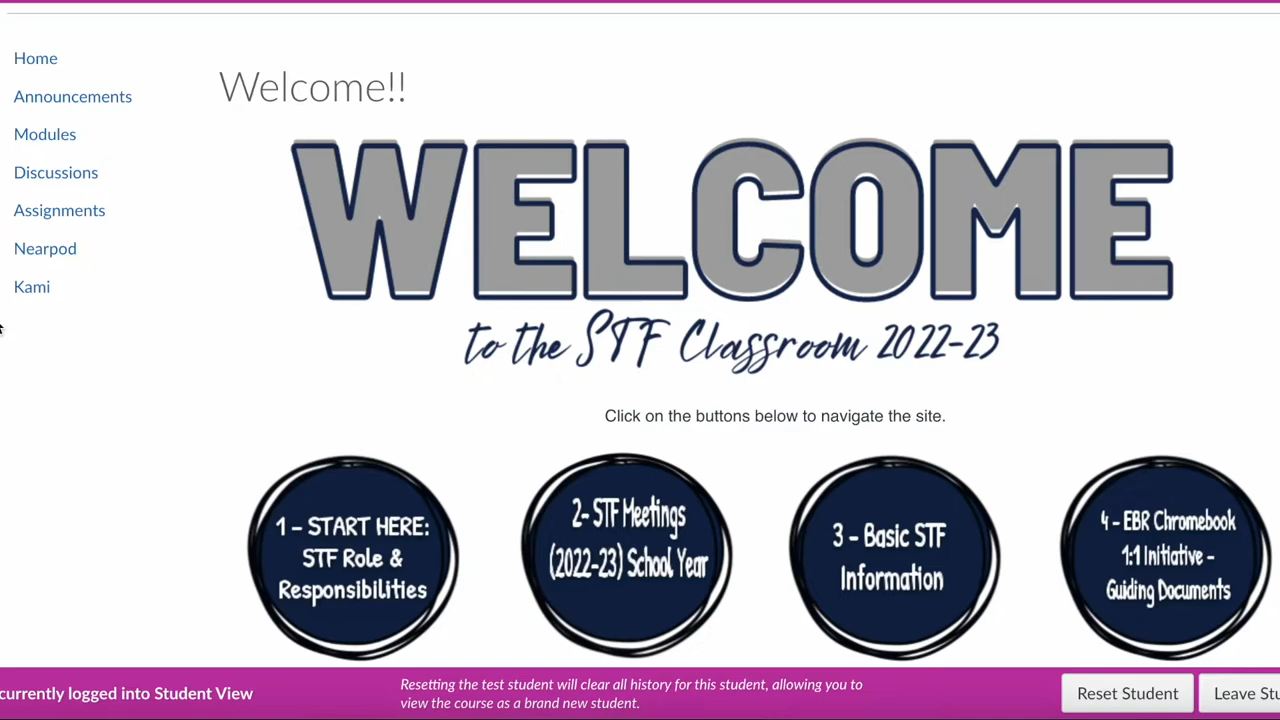 Home
Announcements
Modules
Discussions
Assignments
Nearpod
Kami
Welcome!!
WELCOME
to the STF Classroom 2022-23
Click on the buttons below to navigate the site.
1 - START HERE:
STF Role &
Responsibilities
2- STF Meetings
(2022-23) School Year
3 - Basic STF
Information
4 - EBR Chromebook
1:1 Initiative -
Guiding Documents
currently logged into Student View
Resetting the test student will clear all history for this student, allowing you to
view the course as a brand new student.
Reset Student
Leave